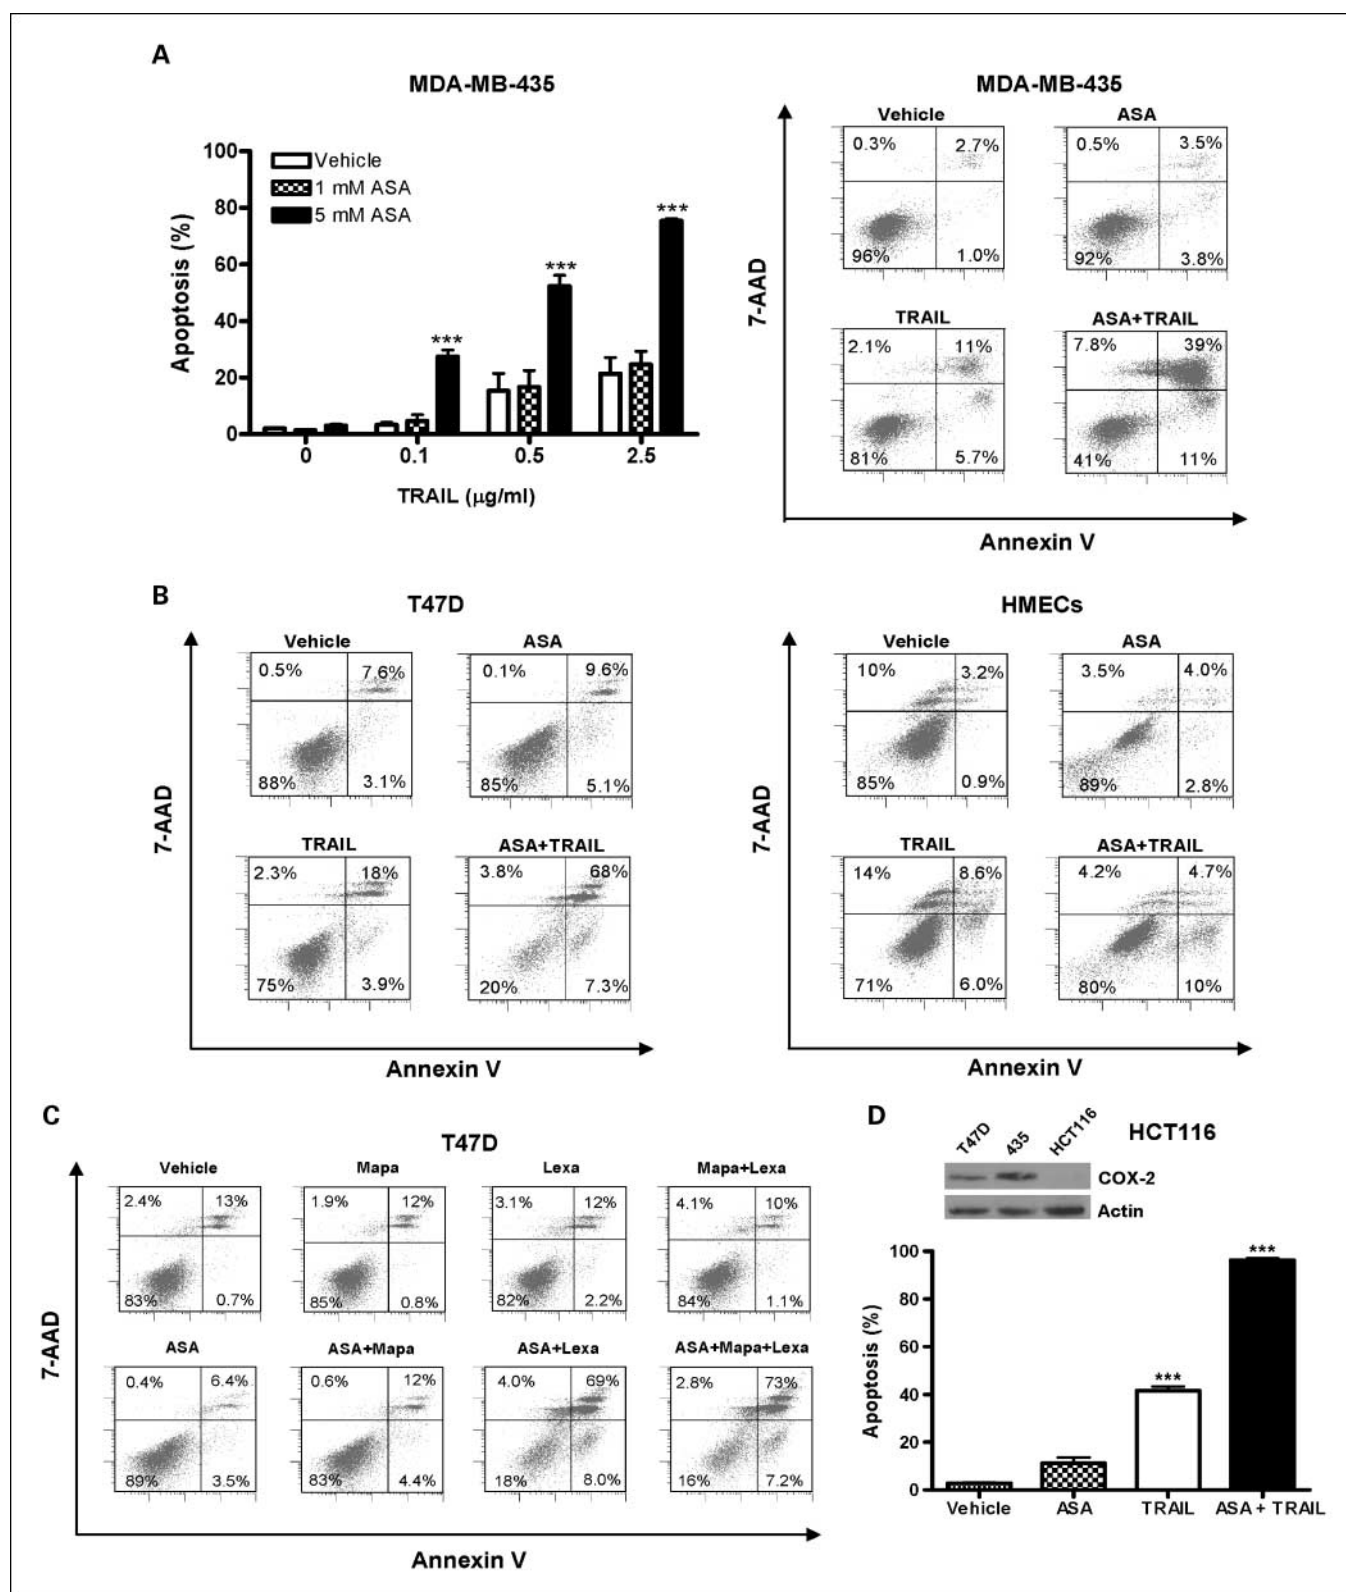 A
MDA-MB-435
Apoptosis (%)
100
80
60
40
20
0
Vehicle
1 mM ASA
5 mM ASA
***
***
***
0 0.1 0.5 2.5
TRAIL (μg/ml)
MDA-MB-435
7-AAD
Vehicle
0.3% 2.7%
96% 1.0%
ASA
0.5% 3.5%
92% 3.8%
TRAIL
2.1% 11%
81% 5.7%
ASA+TRAIL
7.8% 39%
41% 11%
Annexin V
B
T47D
7-AAD
Vehicle
0.5% 7.6%
88% 3.1%
ASA
0.1% 9.6%
85% 5.1%
TRAIL
2.3% 18%
75% 3.9%
ASA+TRAIL
3.8% 68%
20% 7.3%
Annexin V
HMECs
7-AAD
Vehicle
10% 3.2%
85% 0.9%
ASA
3.5% 4.0%
89% 2.8%
TRAIL
14% 8.6%
71% 6.0%
ASA+TRAIL
4.2% 4.7%
80% 10%
Annexin V
C
T47D
7-AAD
Vehicle
2.4% 13%
83% 0.7%
Mapa
1.9% 12%
85% 0.8%
Lexa
3.1% 12%
82% 2.2%
Mapa+Lexa
4.1% 10%
84% 1.1%
ASA
0.4% 6.4%
89% 3.5%
ASA+Mapa
0.6% 12%
83% 4.4%
ASA+Lexa
4.0% 69%
18% 8.0%
ASA+Mapa+Lexa
2.8% 73%
16% 7.2%
Annexin V
D
HCT116
T47D 435 HCT116
COX-2
Actin
Apoptosis (%)
100
80
60
40
20
0
***
***
Vehicle ASA TRAIL ASA + TRAIL